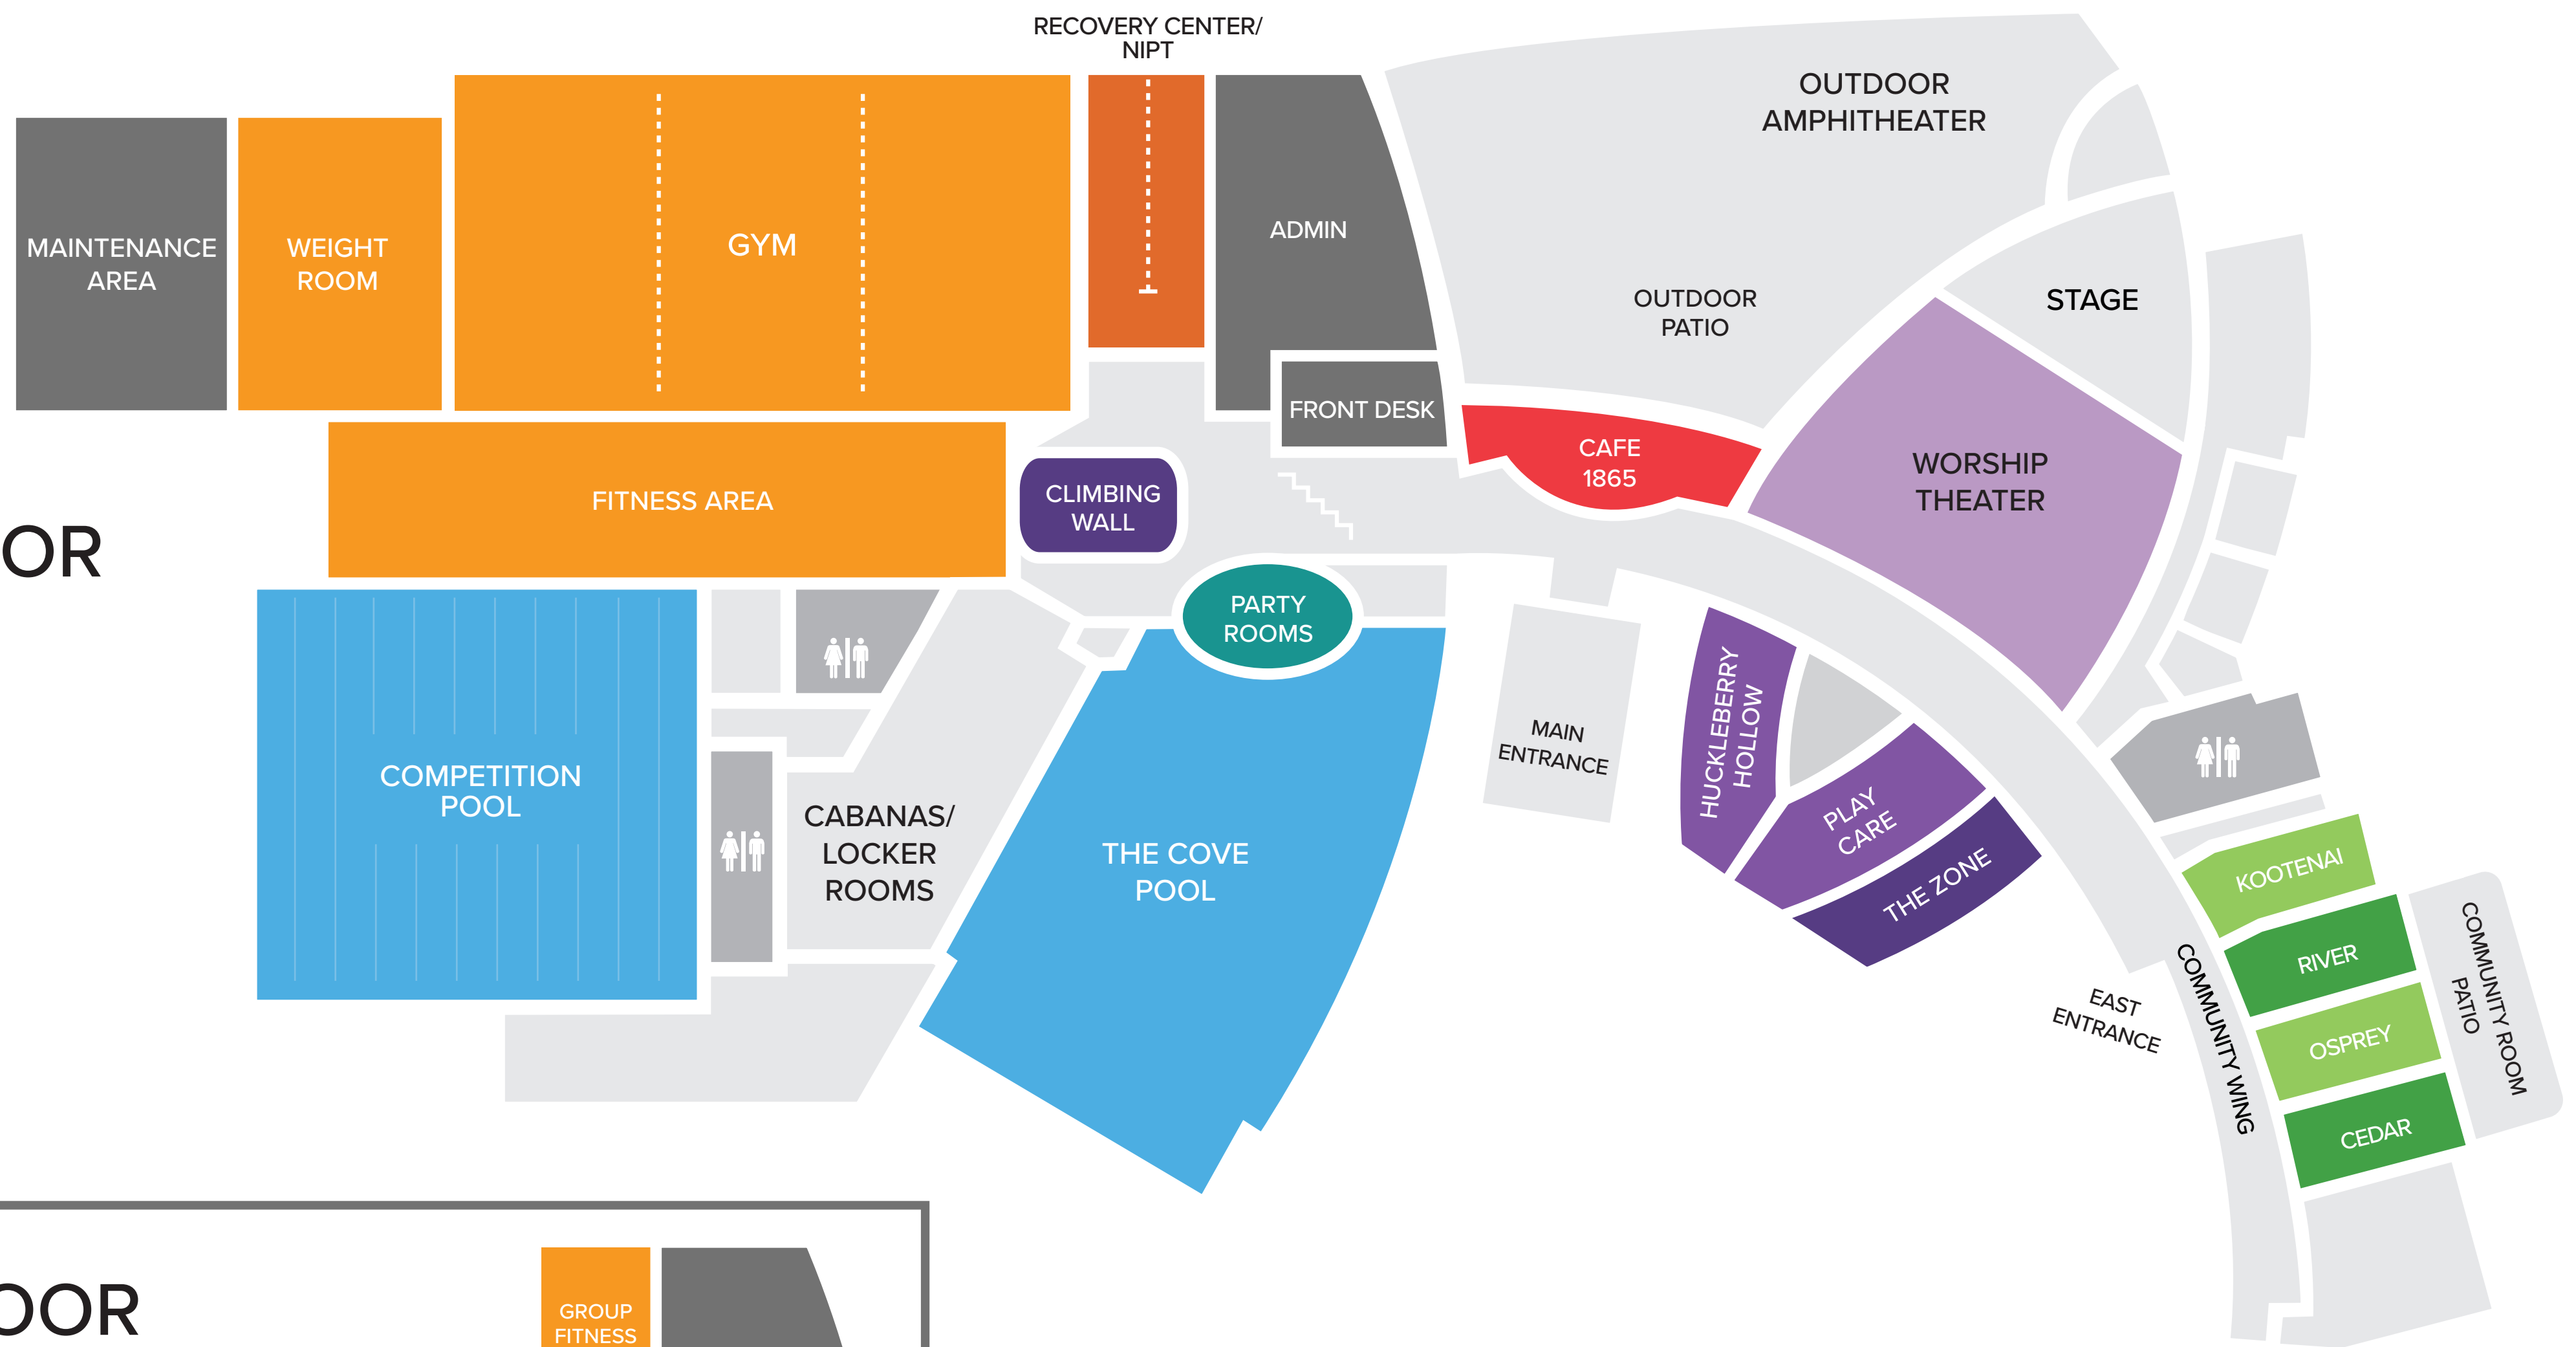 RECOVERY CENTER/
NIPT
OUTDOOR
AMPHITHEATER
MAINTENANCE
AREA
WEIGHT
ROOM
GYM
ADMIN
OUTDOOR
PATIO
STAGE
FRONT DESK
CAFE
1865
WORSHIP
THEATER
FITNESS AREA
CLIMBING
WALL
OR
PARTY
ROOMS
MAIN
ENTRANCE
HUCKLEBERRY
HOLLOW
PLAY
CARE
THE ZONE
COMPETITION
POOL
CABANAS/
LOCKER
ROOMS
THE COVE
POOL
KOOTENAI
RIVER
OSPREY
CEDAR
COMMUNITY ROOM
PATIO
COMMUNITY WING
EAST
ENTRANCE
OOR
GROUP
FITNESS